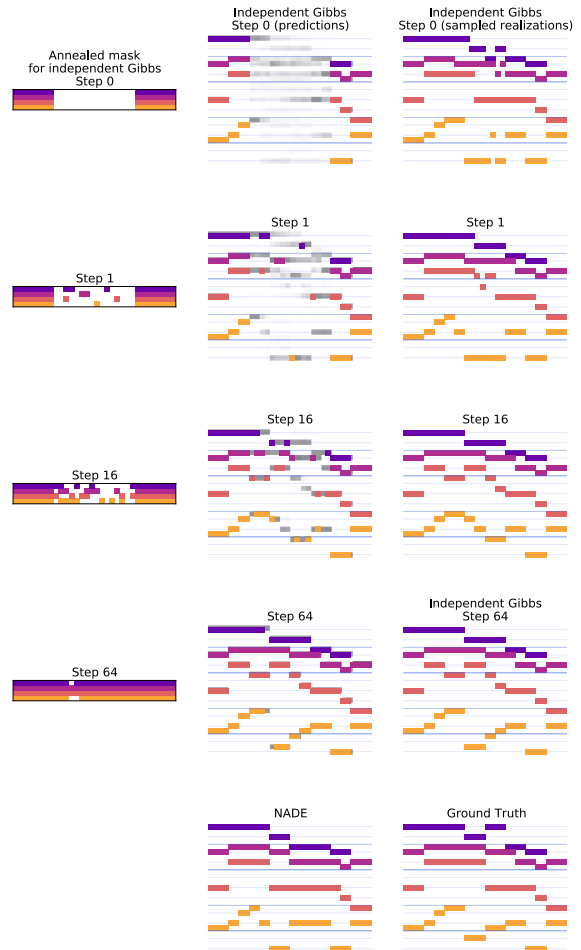 Annealed mask
for independent Gibbs
Step 0
Independent Gibbs
Step 0 (predictions)
Independent Gibbs
Step 0 (sampled realizations)
Step 1
Step 1
Step 1
Step 16
Step 16
Step 16
Step 64
Step 64
Independent Gibbs
Step 64
NADE
Ground Truth